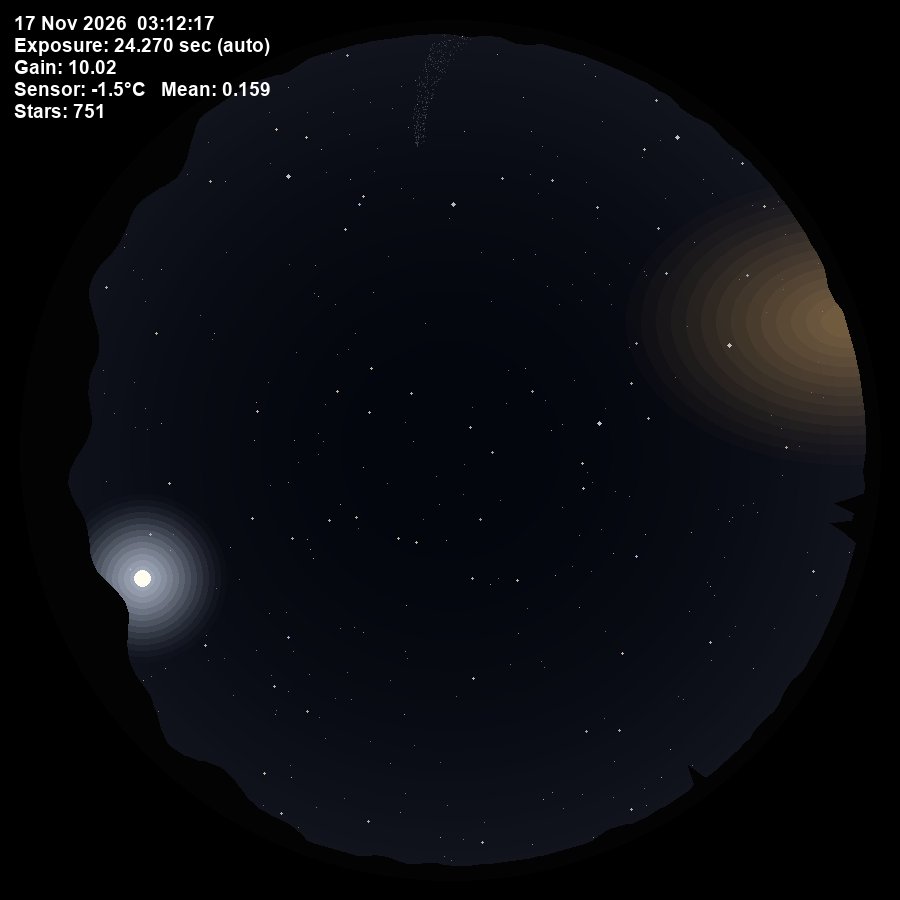 17 Nov 2026 03:12:17
Exposure: 24.270 sec (auto)
Gain: 10.02
Sensor: -1.5°C Mean: 0.159
Stars: 751